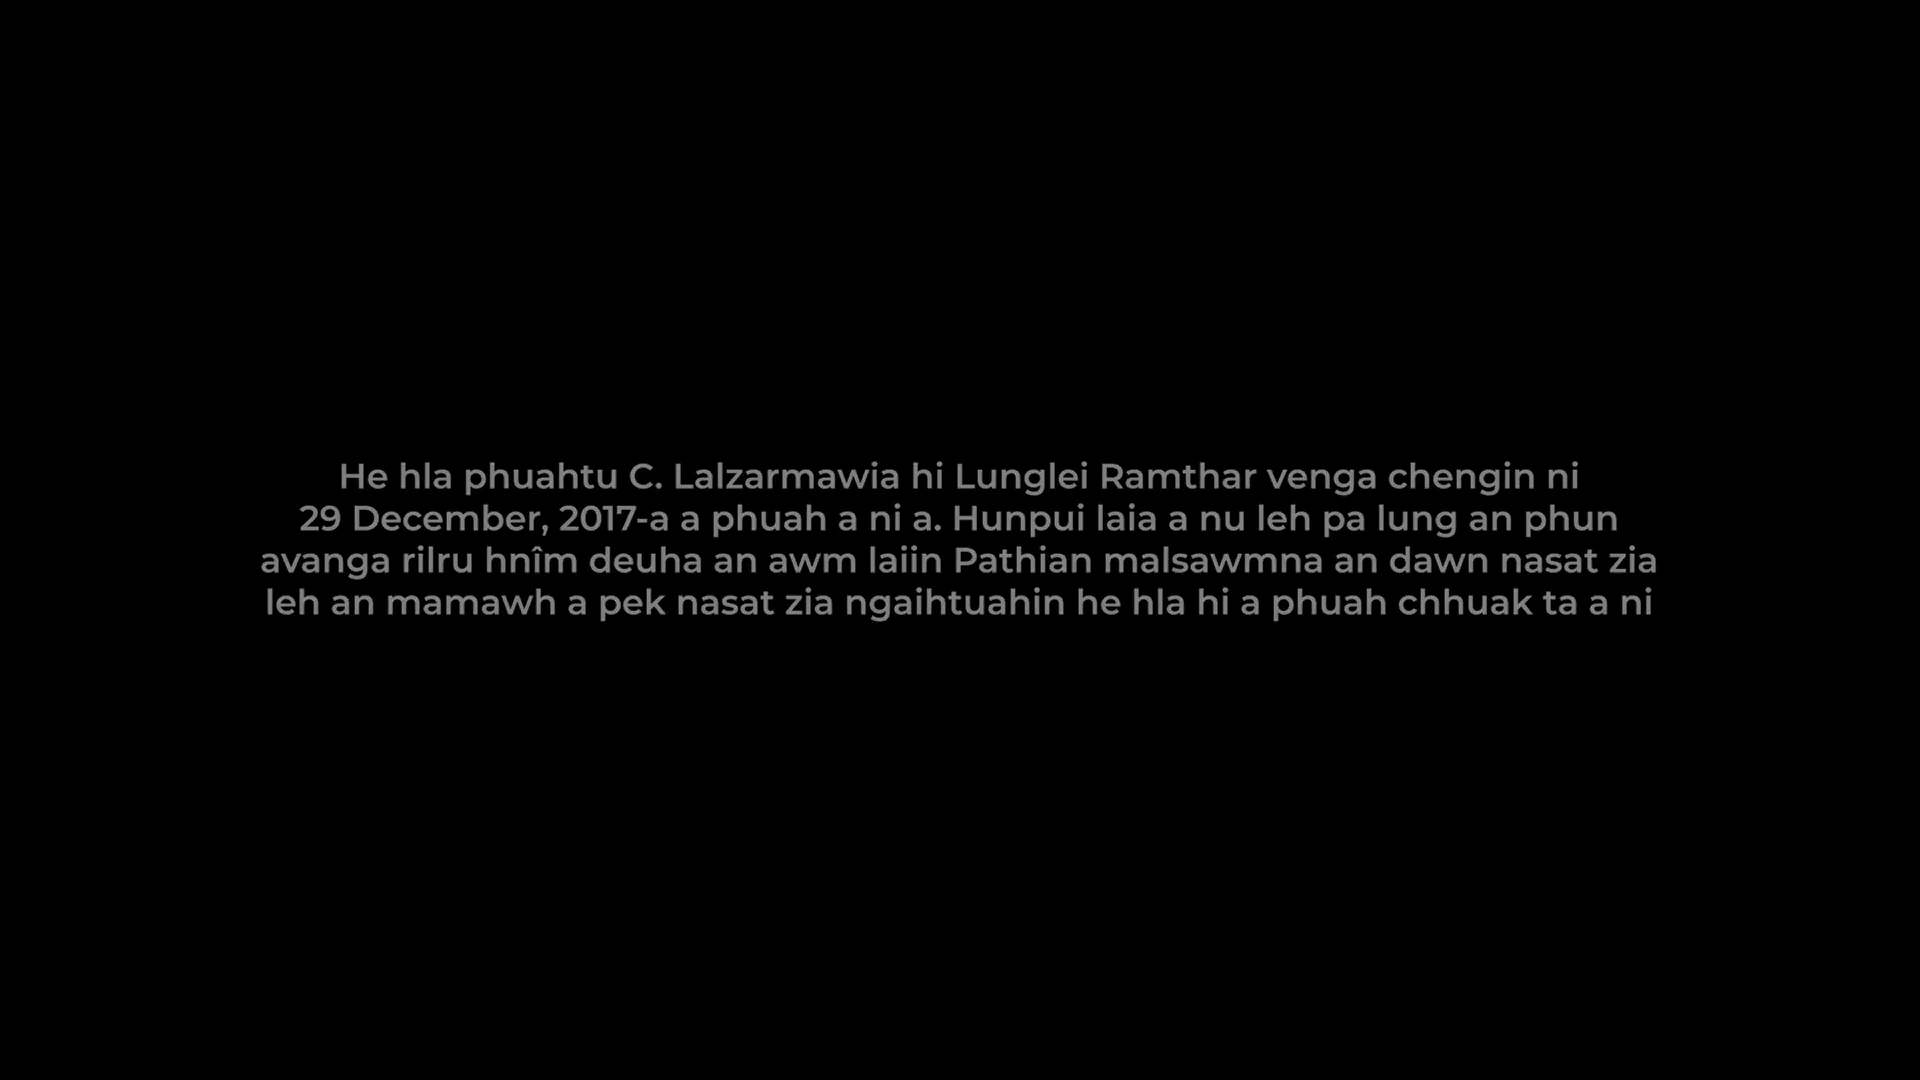 He hla phuahtu C. Lalzarmawia hi Lunglei Ramthar venga chengin ni
29 December, 2017-a a phuah a ni a. Hunpui laia a nu leh pa lung an phun
avanga rilru hnîm deuha an awm laiin Pathian malsawmna an dawn nasat zia
leh an mamawh a pek nasat zia ngaihtuahin he hla hi a phuah chhuak ta a ni